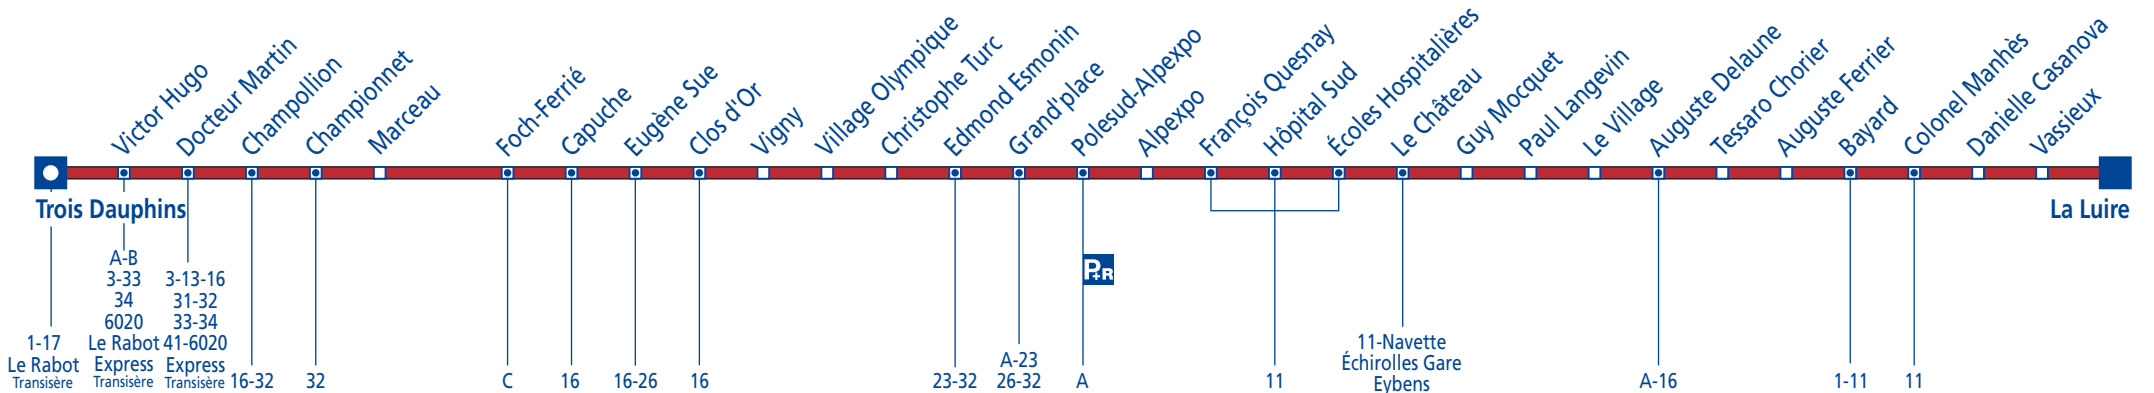 Victor Hugo
Docteur Martin
Champollion
Championnet
Marceau
Foch-Ferrié
Capuche
Eugène Sue
Clos d'Or
Vigny
Village Olympique
Christophe Turc
Edmond Esmonin
Grand'place
Polesud-Alpexpo
Alpexpo
François Quesnay
Hôpital Sud
Écoles Hospitalières
Le Château
Guy Mocquet
Paul Langevin
Le Village
Auguste Delaune
Tessaro Chorier
Auguste Ferrier
Bayard
Colonel Manhès
Danielle Casanova
Vassieux
Trois Dauphins
La Luire
1-17
Le Rabot
Transisère
A-B
3-33
34
6020
Le Rabot
Express
Transisère
3-13-16
31-32
33-34
41-6020
Express
Transisère
16-32
32
C
16
16-26
16
23-32
A-23
26-32
P+R
A
11
11-Navette
Échirolles Gare
Eybens
A-16
1-11
11